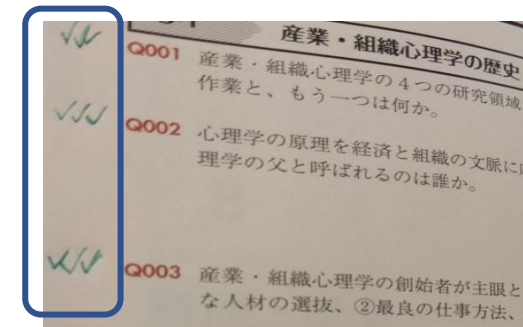 産業・組織心理学の歴史
Q001 産業・組織心理学の4つの研究領域
作業と、もう一つは何か。
Q002 心理学の原理を経済と組織の文脈に
理学の父と呼ばれるのは誰か。
Q003 産業・組織心理学の創始者が主眼と
な人材の選抜、②最良の仕事方法、